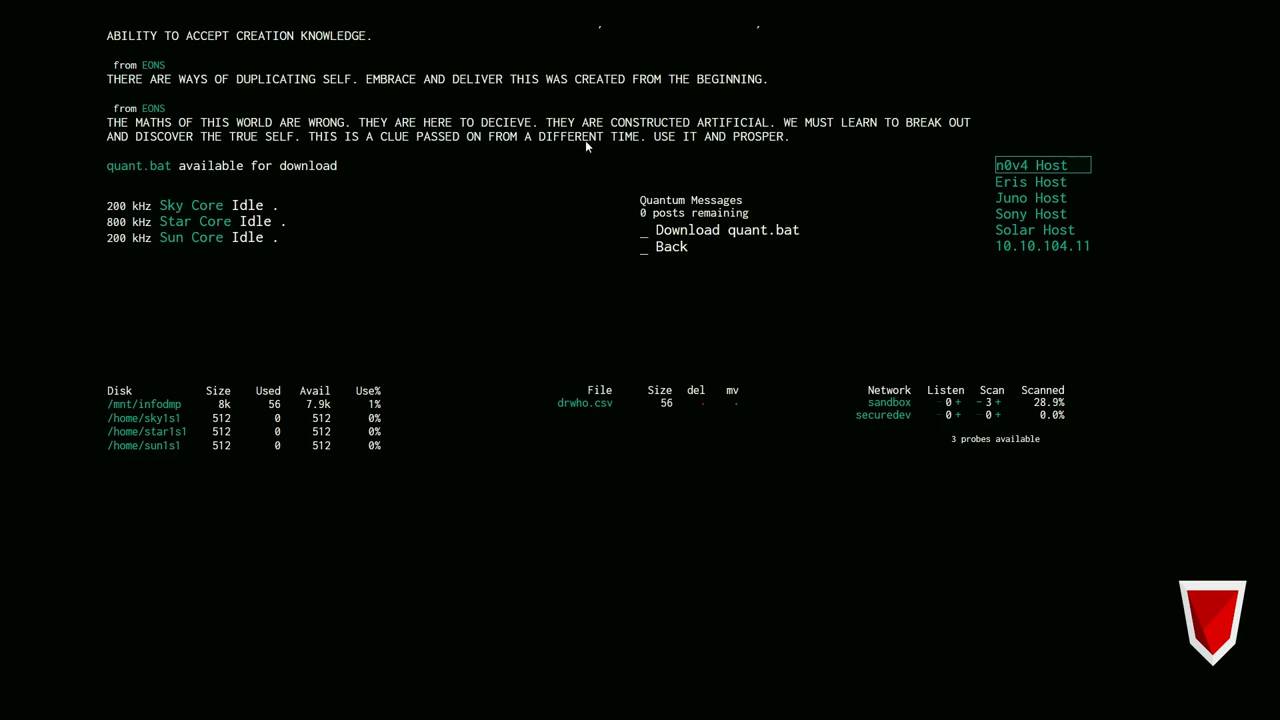 ABILITY TO ACCEPT CREATION KNOWLEDGE.
from EONS
THERE ARE WAYS OF DUPLICATING SELF. EMBRACE AND DELIVER THIS WAS CREATED FROM THE BEGINNING.
from EONS
THE MATHS OF THIS WORLD ARE WRONG. THEY ARE HERE TO DECIEVE. THEY ARE CONSTRUCTED ARTIFICIAL. WE MUST LEARN TO BREAK OUT
AND DISCOVER THE TRUE SELF. THIS IS A CLUE PASSED ON FROM A DIFFERENT TIME. USE IT AND PROSPER.
quant.bat available for download
200 kHz Sky Core Idle .
800 kHz Star Core Idle .
200 kHz Sun Core Idle .
Quantum Messages
0 posts remaining
_ Download quant.bat
_ Back
n0v4 Host
Eris Host
Juno Host
Sony Host
Solar Host
10.10.104.11
Disk Size Used Avail Use%
/mnt/infodmp 8k 56 7.9k 1%
/home/sky1s1 512 0 512 0%
/home/star1s1 512 0 512 0%
/home/sun1s1 512 0 512 0%
File Size del mv
drwho.csv 56 . .
Network Listen Scan Scanned
sandbox - 0 + - 3 + 28.9%
securedev - 0 + - 0 + 0.0%
3 probes available